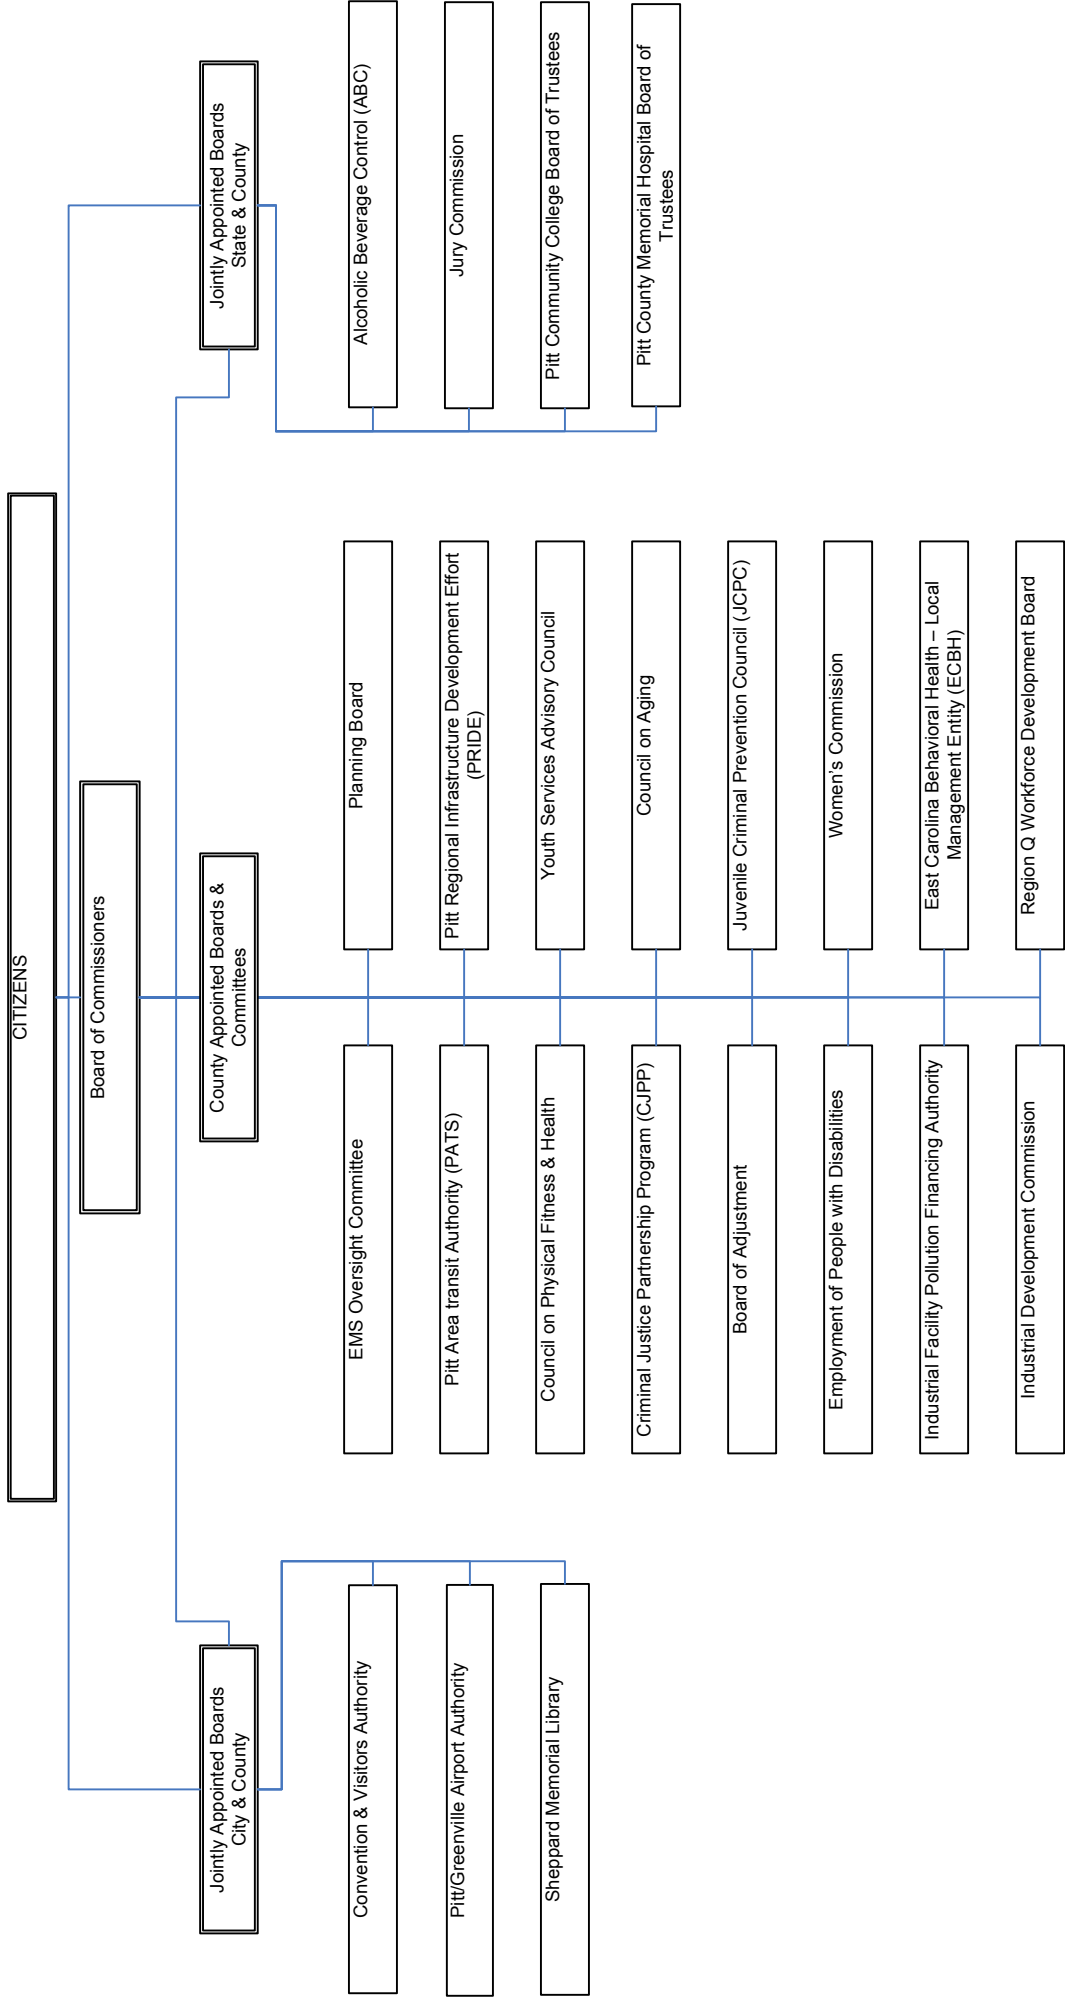 CITIZENS
Board of Commissioners
Jointly Appointed Boards
City & County
County Appointed Boards &
Committees
Jointly Appointed Boards
State & County
Convention & Visitors Authority
Pitt/Greenville Airport Authority
Sheppard Memorial Library
EMS Oversight Committee
Pitt Area transit Authority (PATS)
Council on Physical Fitness & Health
Criminal Justice Partnership Program (CJPP)
Board of Adjustment
Employment of People with Disabilities
Industrial Facility Pollution Financing Authority
Industrial Development Commission
Planning Board
Pitt Regional Infrastructure Development Effort
(PRIDE)
Youth Services Advisory Council
Council on Aging
Juvenile Criminal Prevention Council (JCPC)
Women's Commission
East Carolina Behavioral Health – Local
Management Entity (ECBH)
Region Q Workforce Development Board
Alcoholic Beverage Control (ABC)
Jury Commission
Pitt Community College Board of Trustees
Pitt County Memorial Hospital Board of
Trustees